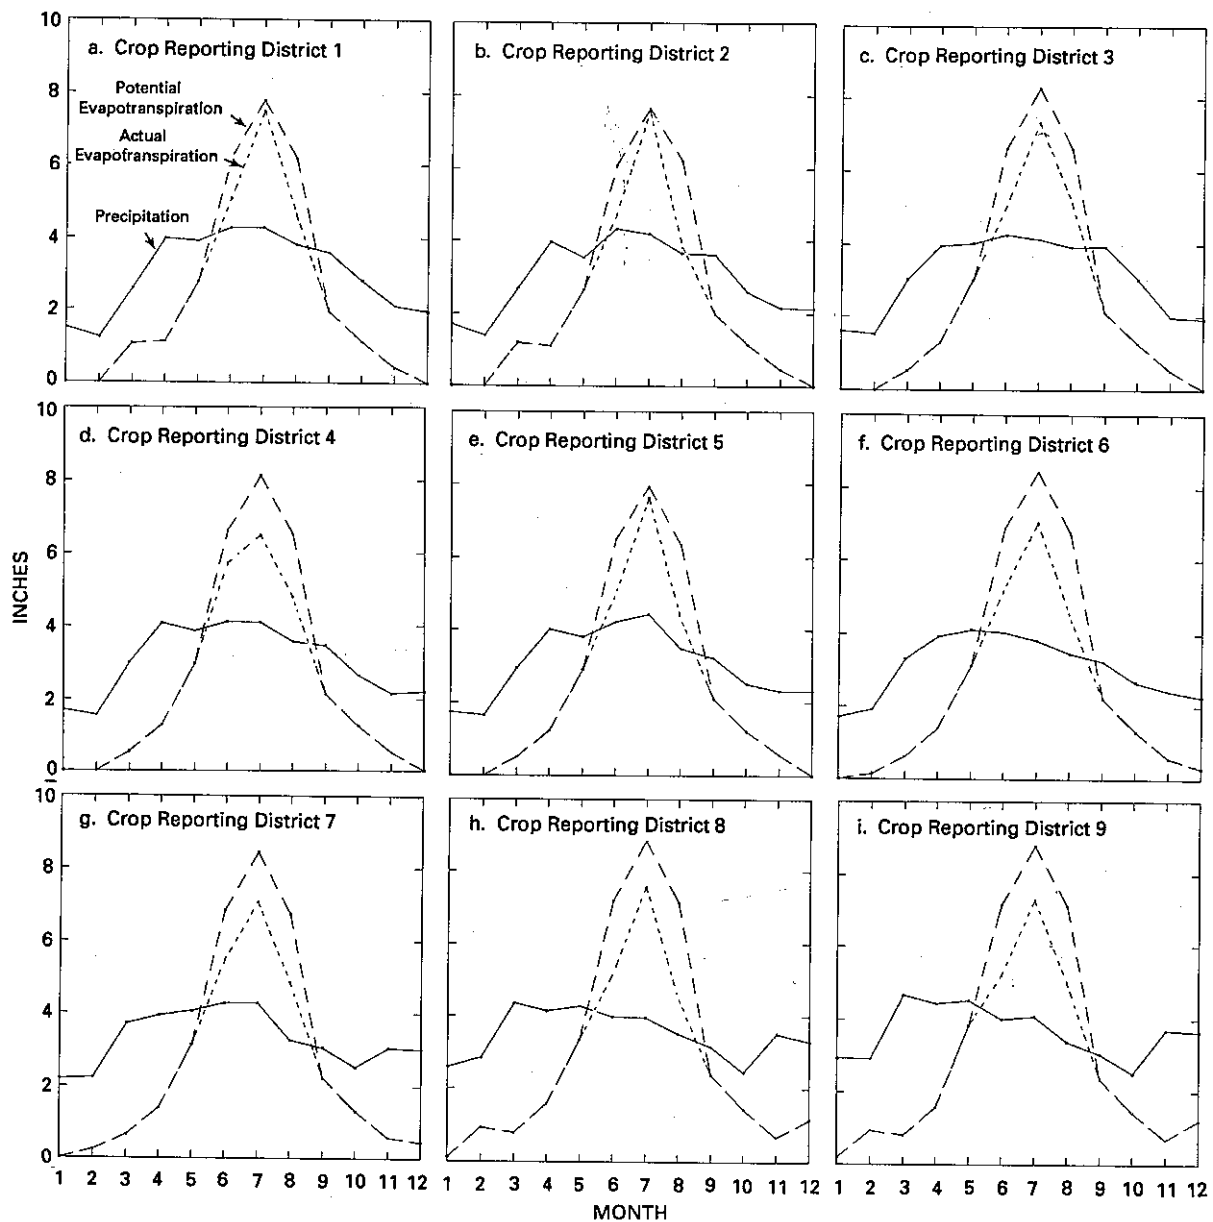 a. Crop Reporting District 1
b. Crop Reporting District 2
c. Crop Reporting District 3
Potential
Evapotranspiration
Actual
Evapotranspiration
Precipitation
10
8
6
4
2
0
d. Crop Reporting District 4
e. Crop Reporting District 5
f. Crop Reporting District 6
10
8
6
4
2
0
INCHES
g. Crop Reporting District 7
h. Crop Reporting District 8
i. Crop Reporting District 9
10
8
6
4
2
0
1 2 3 4 5 6 7 8 9 10 11 12
1 2 3 4 5 6 7 8 9 10 11 12
1 2 3 4 5 6 7 8 9 10 11 12
MONTH